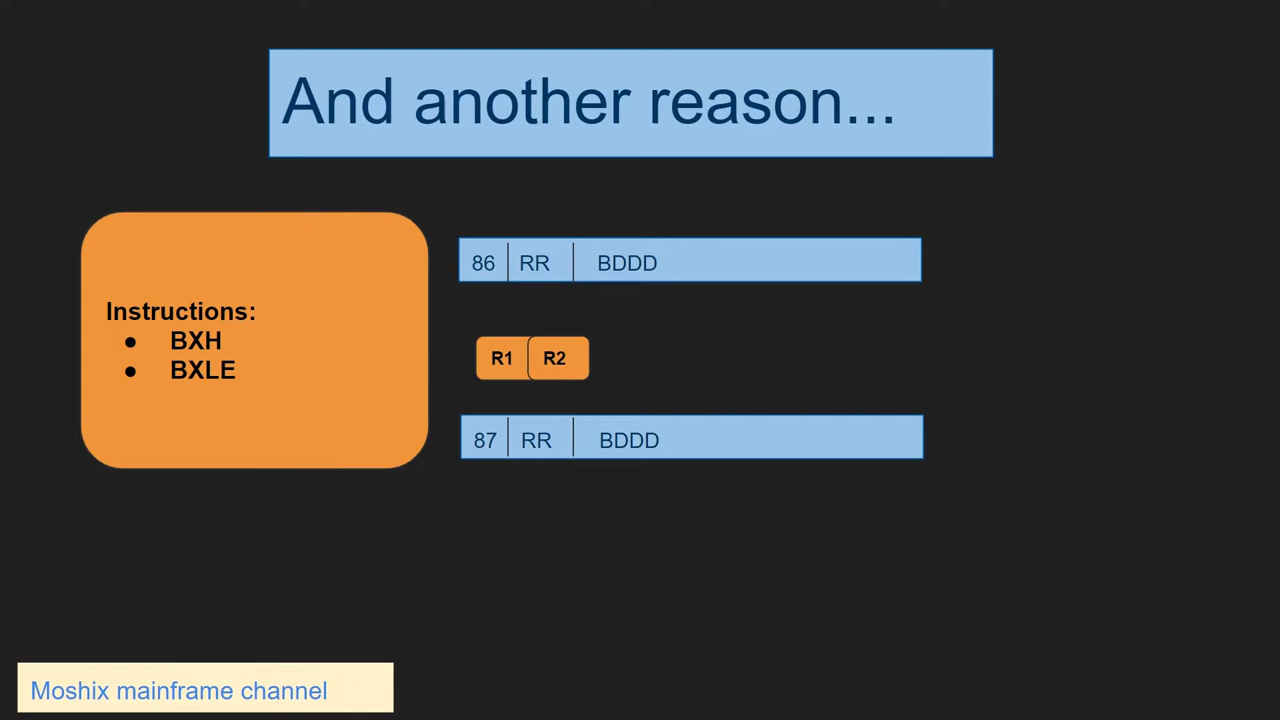 And another reason...
Instructions:
● BXH
● BXLE
86 RR BDDD
R1 R2
87 RR BDDD
Moshix mainframe channel